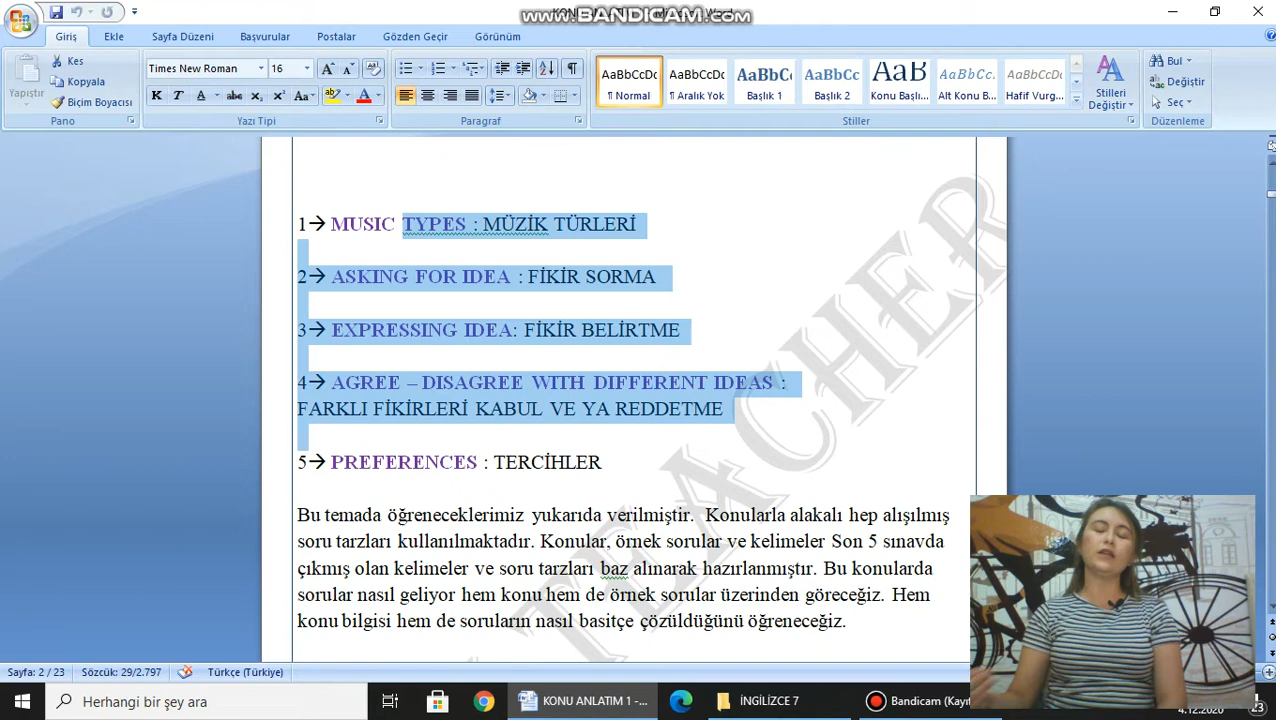 www.BANDICAM.com
Giriş Ekle Sayfa Düzeni Başvurular Postalar Gözden Geçir Görünüm
Yapıştır
Kes
Kopyala
Biçim Boyacısı
Pano
Times New Roman 16
Yazı Tipi
Paragraf
AaBbCcDc AaBbCcDc AaBbCc AaBbCc AaB AaBbCcL AaBbCcDc
¶ Normal ¶ Aralık Yok Başlık 1 Başlık 2 Konu Başlı... Alt Konu B... Hafif Vurg...
Stilleri
Değiştir
Stiller
Bul
Değiştir
Seç
Düzenleme
1→ MUSIC TYPES : MÜZİK TÜRLERİ
2→ ASKING FOR IDEA : FİKİR SORMA
3→ EXPRESSING IDEA: FİKİR BELİRTME
4→ AGREE – DISAGREE WITH DIFFERENT IDEAS :
FARKLI FİKİRLERİ KABUL VE YA REDDETME
5→ PREFERENCES : TERCİHLER
Bu temada öğreneceklerimiz yukarıda verilmiştir. Konularla alakalı hep alışılmış
soru tarzları kullanılmaktadır. Konular, örnek sorular ve kelimeler Son 5 sınavda
çıkmış olan kelimeler ve soru tarzları baz alınarak hazırlanmıştır. Bu konularda
sorular nasıl geliyor hem konu hem de örnek sorular üzerinden göreceğiz. Hem
konu bilgisi hem de soruların nasıl basitçe çözüldüğünü öğreneceğiz.
TEACHER
Sayfa: 2 / 23 Sözcük: 29/2.797 Türkçe (Türkiye)
Herhangi bir şey ara
KONU ANLATIM 1 -...
İNGİLİZCE 7
Bandicam (Kayıt
4.12.2020
23